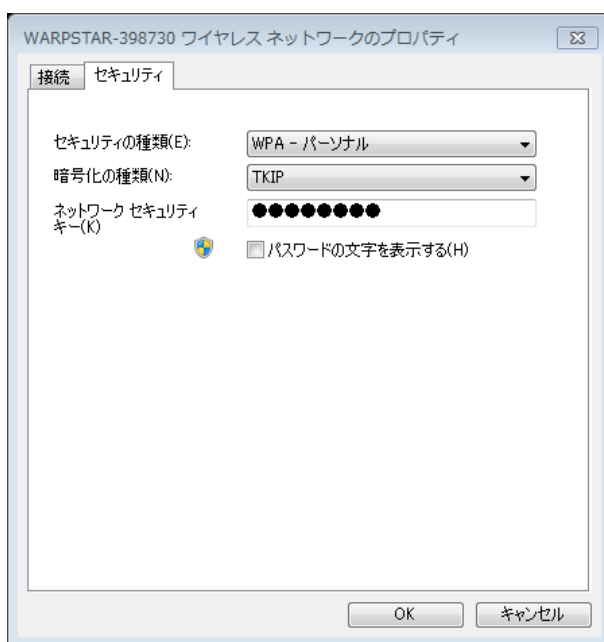 WARPSTAR-398730 ワイヤレス ネットワークのプロパティ
接続 セキュリティ
セキュリティの種類(E): WPA - パーソナル
暗号化の種類(N): TKIP
ネットワーク セキュリティ
キー(K)
●●●●●●●●
パスワードの文字を表示する(H)
OK キャンセル